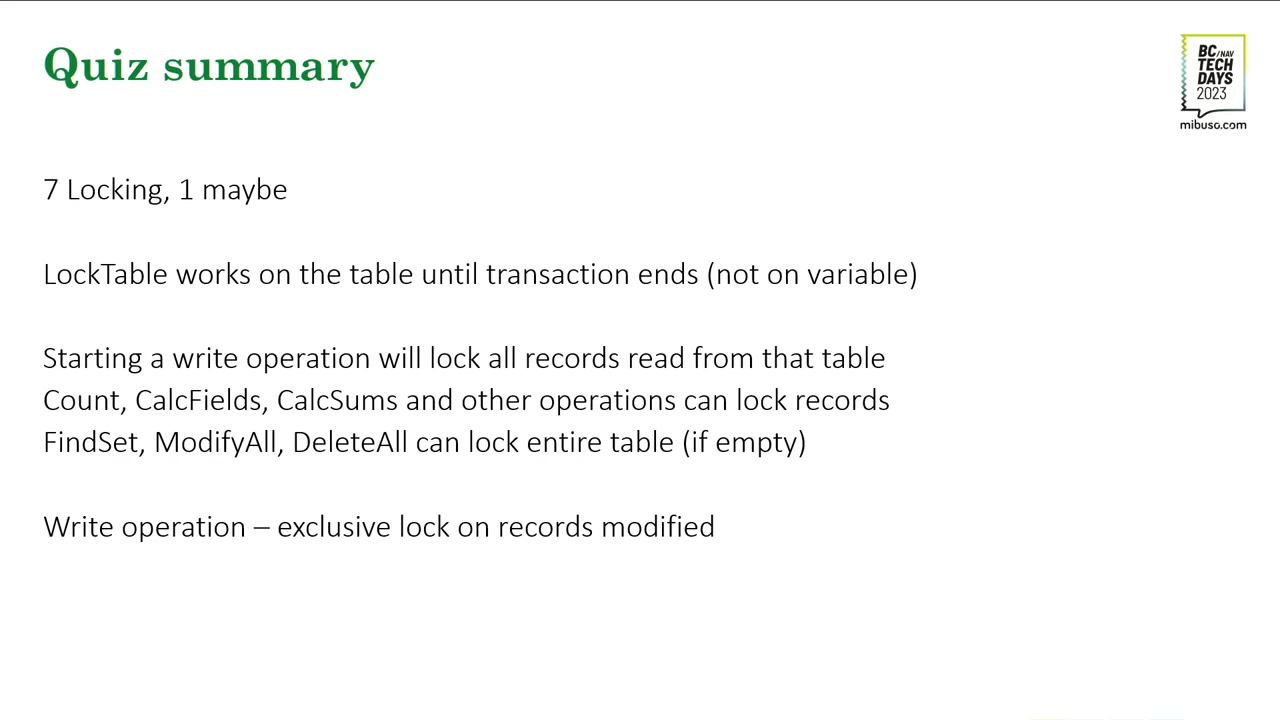 Quiz summary
BC/NAV
TECH
DAYS
2023
mibuso.com
7 Locking, 1 maybe
LockTable works on the table until transaction ends (not on variable)
Starting a write operation will lock all records read from that table
Count, CalcFields, CalcSums and other operations can lock records
FindSet, ModifyAll, DeleteAll can lock entire table (if empty)
Write operation – exclusive lock on records modified